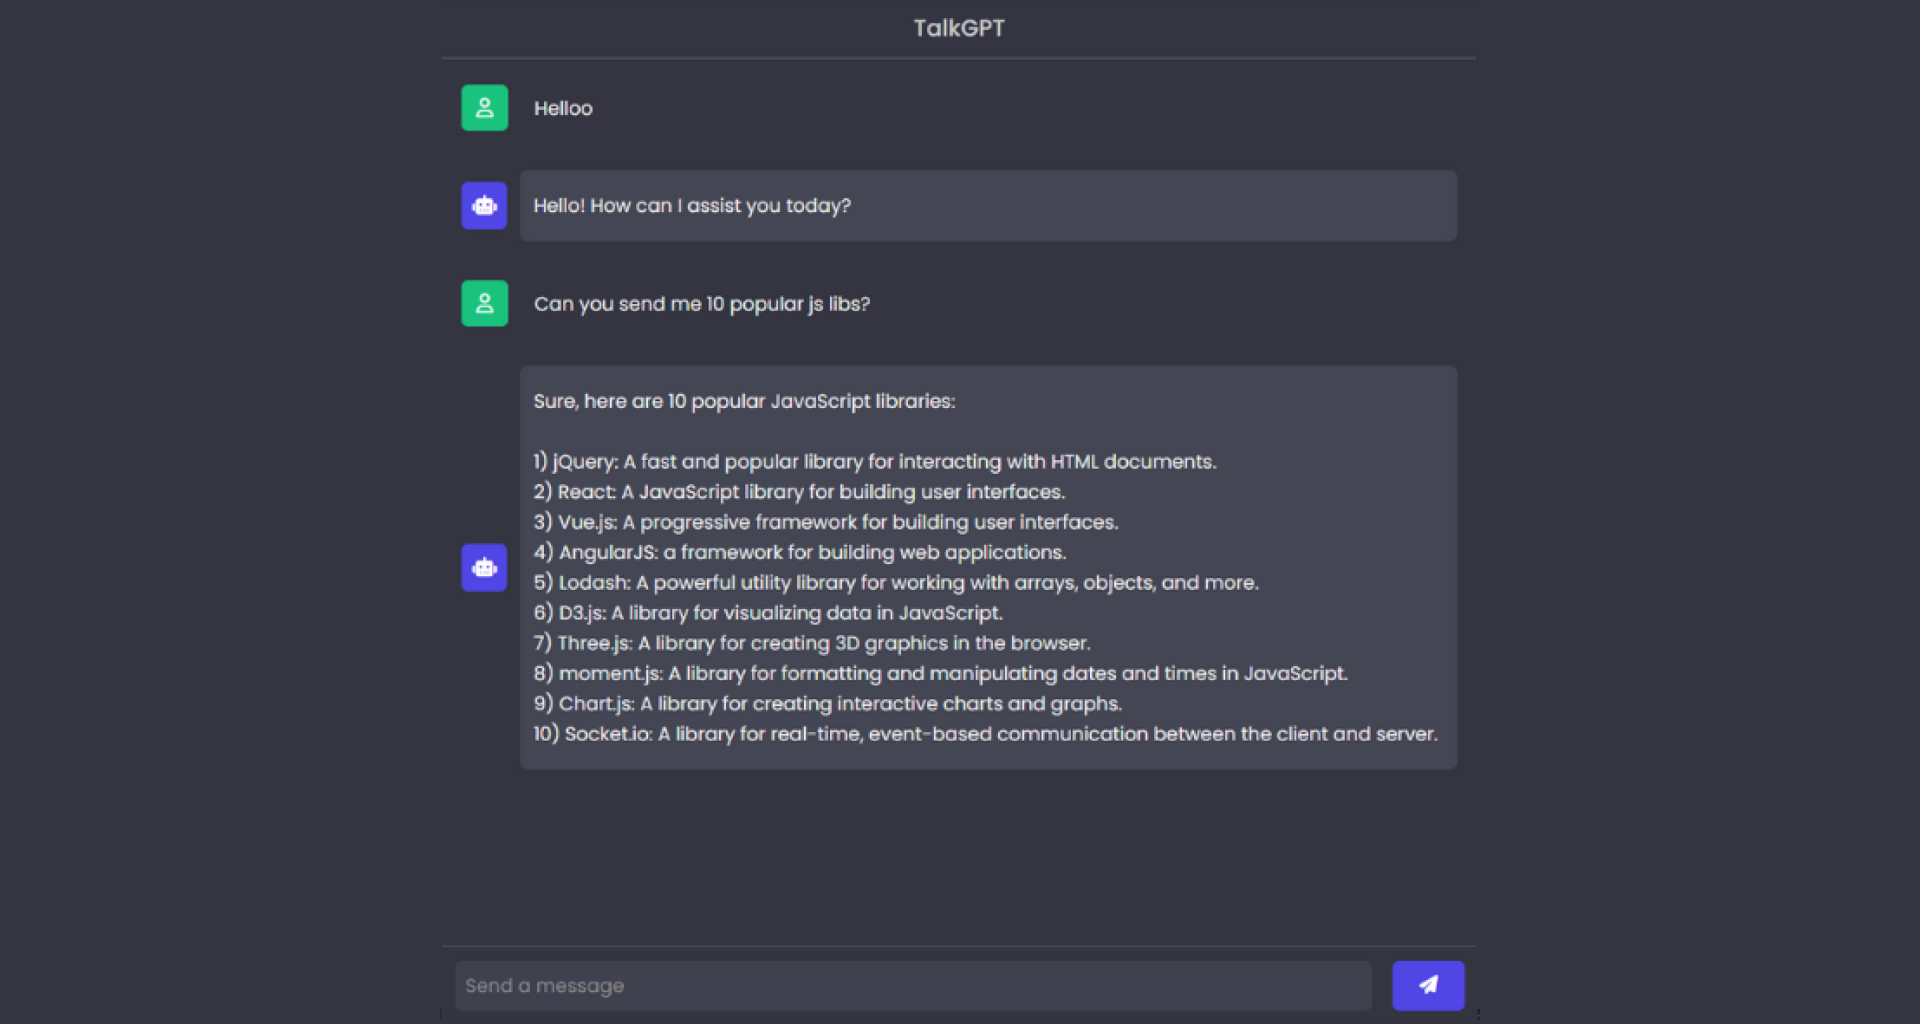 TalkGPT
Helloo
Hello! How can I assist you today?
Can you send me 10 popular js libs?
Sure, here are 10 popular JavaScript libraries:
1) jQuery: A fast and popular library for interacting with HTML documents.
2) React: A JavaScript library for building user interfaces.
3) Vue.js: A progressive framework for building user interfaces.
4) AngularJS: a framework for building web applications.
5) Lodash: A powerful utility library for working with arrays, objects, and more.
6) D3.js: A library for visualizing data in JavaScript.
7) Three.js: A library for creating 3D graphics in the browser.
8) moment.js: A library for formatting and manipulating dates and times in JavaScript.
9) Chart.js: A library for creating interactive charts and graphs.
10) Socket.io: A library for real-time, event-based communication between the client and server.
Send a message